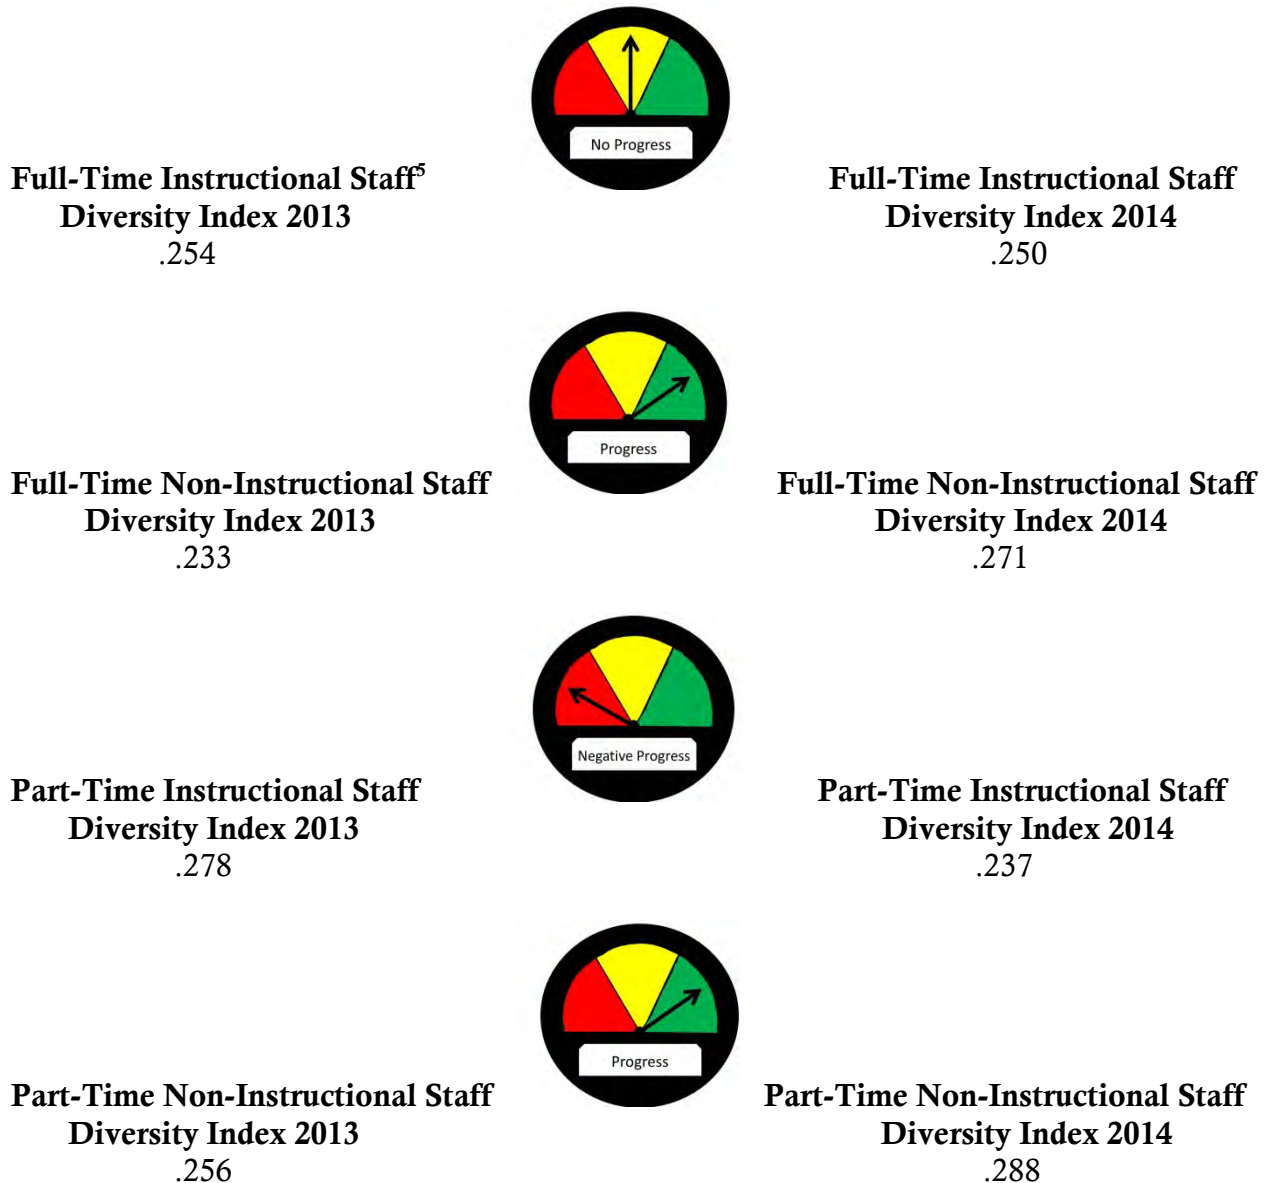 No Progress
Full-Time Instructional Staff⁵
Diversity Index 2013
.254
Full-Time Instructional Staff
Diversity Index 2014
.250
Progress
Full-Time Non-Instructional Staff
Diversity Index 2013
.233
Full-Time Non-Instructional Staff
Diversity Index 2014
.271
Negative Progress
Part-Time Instructional Staff
Diversity Index 2013
.278
Part-Time Instructional Staff
Diversity Index 2014
.237
Progress
Part-Time Non-Instructional Staff
Diversity Index 2013
.256
Part-Time Non-Instructional Staff
Diversity Index 2014
.288